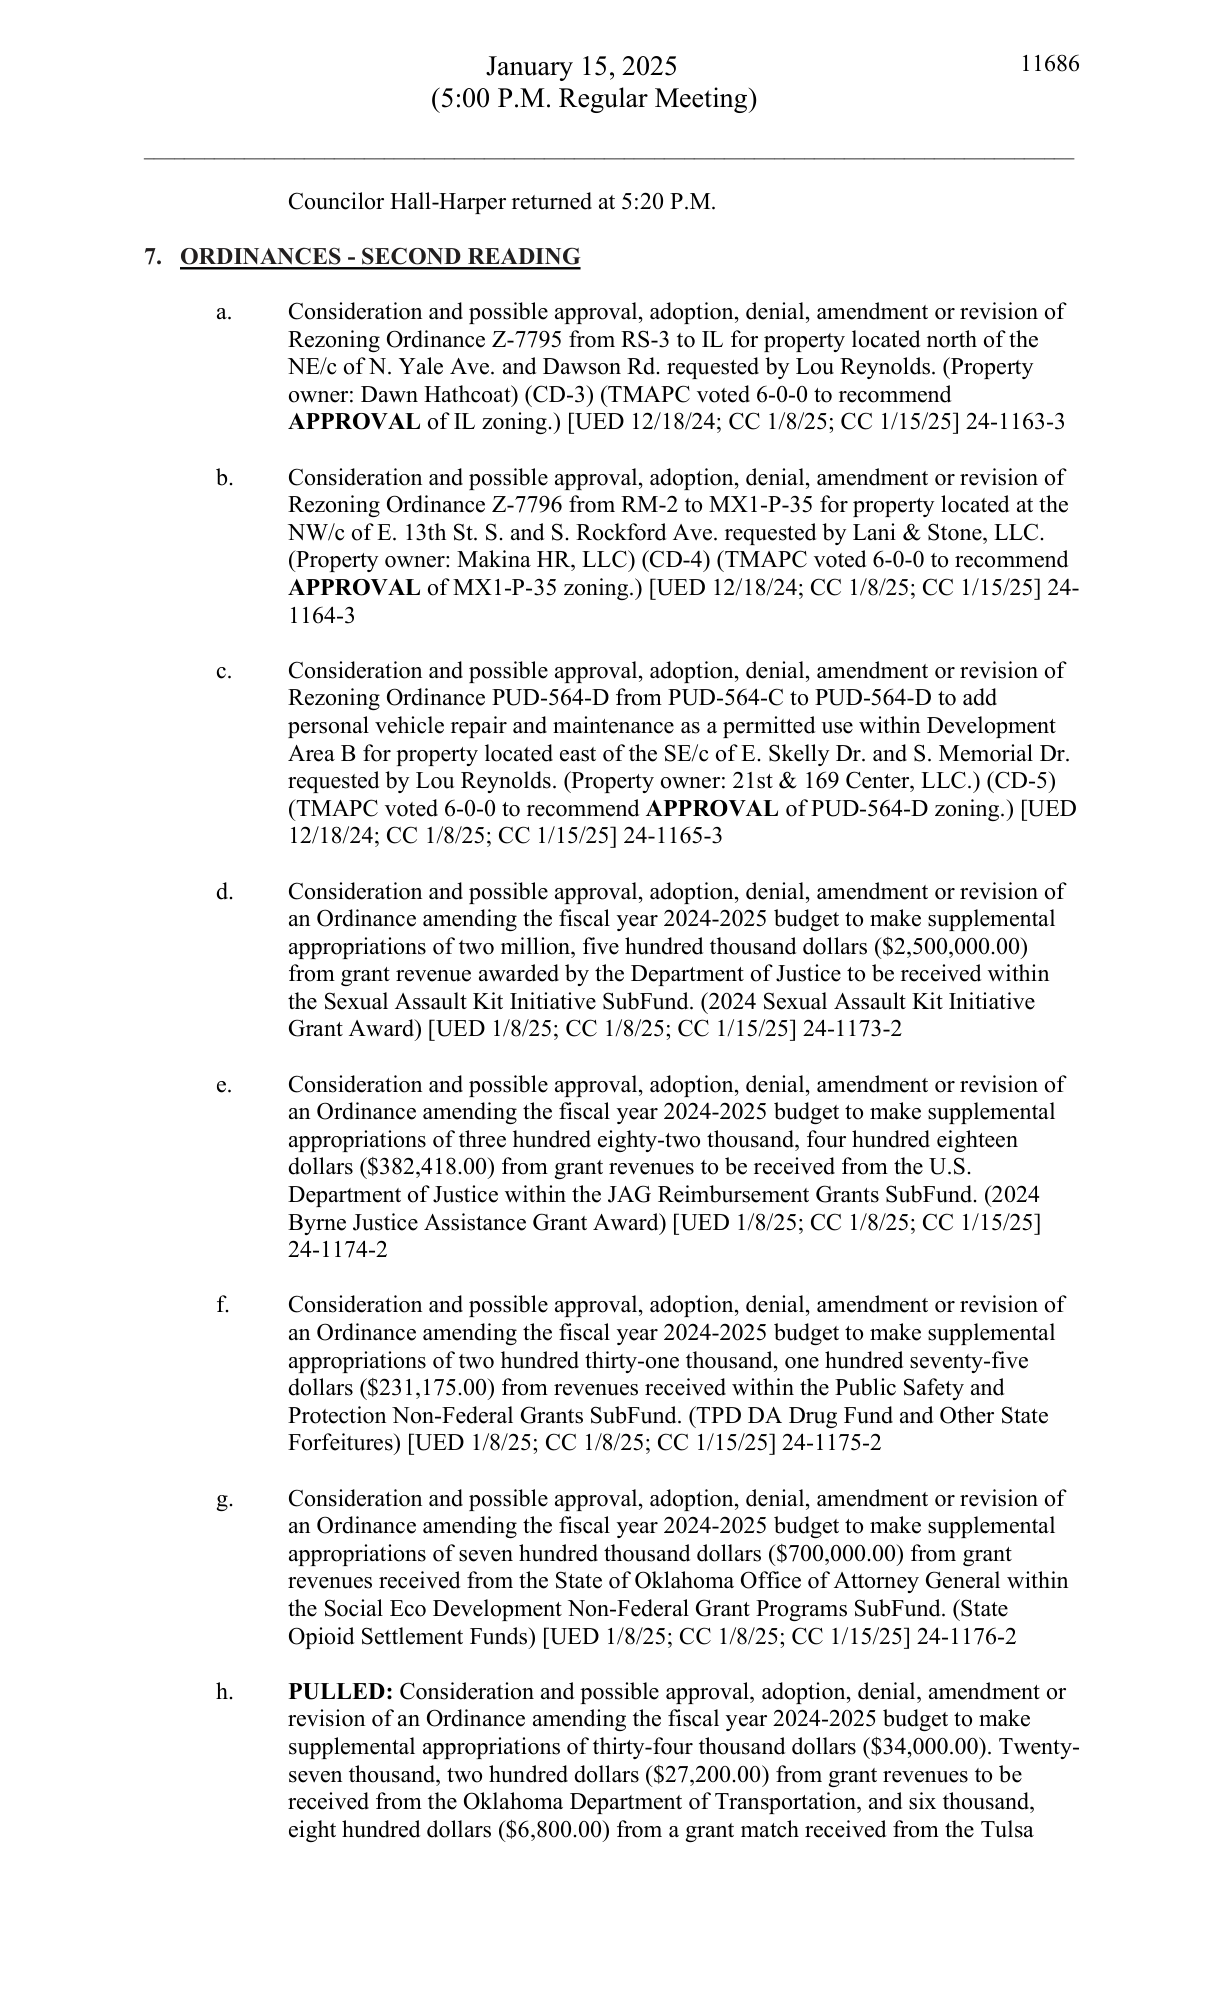 January 15, 2025
11686
(5:00 P.M. Regular Meeting)
Councilor Hall-Harper returned at 5:20 P.M.
7. ORDINANCES - SECOND READING
a. Consideration and possible approval, adoption, denial, amendment or revision of
Rezoning Ordinance Z-7795 from RS-3 to IL for property located north of the
NE/c of N. Yale Ave. and Dawson Rd. requested by Lou Reynolds. (Property
owner: Dawn Hathcoat) (CD-3) (TMAPC voted 6-0-0 to recommend
APPROVAL of IL zoning.) [UED 12/18/24; CC 1/8/25; CC 1/15/25] 24-1163-3
b. Consideration and possible approval, adoption, denial, amendment or revision of
Rezoning Ordinance Z-7796 from RM-2 to MX1-P-35 for property located at the
NW/c of E. 13th St. S. and S. Rockford Ave. requested by Lani & Stone, LLC.
(Property owner: Makina HR, LLC) (CD-4) (TMAPC voted 6-0-0 to recommend
APPROVAL of MX1-P-35 zoning.) [UED 12/18/24; CC 1/8/25; CC 1/15/25] 24-
1164-3
c. Consideration and possible approval, adoption, denial, amendment or revision of
Rezoning Ordinance PUD-564-D from PUD-564-C to PUD-564-D to add
personal vehicle repair and maintenance as a permitted use within Development
Area B for property located east of the SE/c of E. Skelly Dr. and S. Memorial Dr.
requested by Lou Reynolds. (Property owner: 21st & 169 Center, LLC.) (CD-5)
(TMAPC voted 6-0-0 to recommend APPROVAL of PUD-564-D zoning.) [UED
12/18/24; CC 1/8/25; CC 1/15/25] 24-1165-3
d. Consideration and possible approval, adoption, denial, amendment or revision of
an Ordinance amending the fiscal year 2024-2025 budget to make supplemental
appropriations of two million, five hundred thousand dollars ($2,500,000.00)
from grant revenue awarded by the Department of Justice to be received within
the Sexual Assault Kit Initiative SubFund. (2024 Sexual Assault Kit Initiative
Grant Award) [UED 1/8/25; CC 1/8/25; CC 1/15/25] 24-1173-2
e. Consideration and possible approval, adoption, denial, amendment or revision of
an Ordinance amending the fiscal year 2024-2025 budget to make supplemental
appropriations of three hundred eighty-two thousand, four hundred eighteen
dollars ($382,418.00) from grant revenues to be received from the U.S.
Department of Justice within the JAG Reimbursement Grants SubFund. (2024
Byrne Justice Assistance Grant Award) [UED 1/8/25; CC 1/8/25; CC 1/15/25]
24-1174-2
f. Consideration and possible approval, adoption, denial, amendment or revision of
an Ordinance amending the fiscal year 2024-2025 budget to make supplemental
appropriations of two hundred thirty-one thousand, one hundred seventy-five
dollars ($231,175.00) from revenues received within the Public Safety and
Protection Non-Federal Grants SubFund. (TPD DA Drug Fund and Other State
Forfeitures) [UED 1/8/25; CC 1/8/25; CC 1/15/25] 24-1175-2
g. Consideration and possible approval, adoption, denial, amendment or revision of
an Ordinance amending the fiscal year 2024-2025 budget to make supplemental
appropriations of seven hundred thousand dollars ($700,000.00) from grant
revenues received from the State of Oklahoma Office of Attorney General within
the Social Eco Development Non-Federal Grant Programs SubFund. (State
Opioid Settlement Funds) [UED 1/8/25; CC 1/8/25; CC 1/15/25] 24-1176-2
h. PULLED: Consideration and possible approval, adoption, denial, amendment or
revision of an Ordinance amending the fiscal year 2024-2025 budget to make
supplemental appropriations of thirty-four thousand dollars ($34,000.00). Twenty-
seven thousand, two hundred dollars ($27,200.00) from grant revenues to be
received from the Oklahoma Department of Transportation, and six thousand,
eight hundred dollars ($6,800.00) from a grant match received from the Tulsa